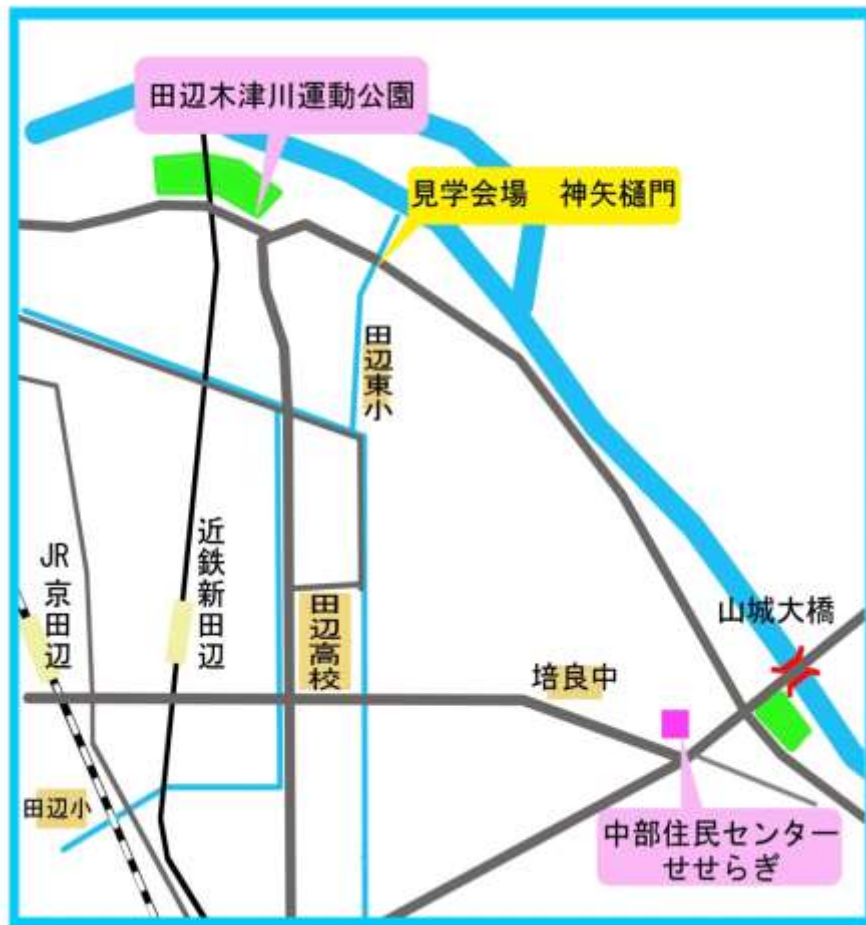 田辺木津川運動公園
見学会場　神矢樋門
田辺東小
近鉄新田辺
JR
京田辺
田辺高校
山城大橋
培良中
田辺小
中部住民センター
せせらぎ